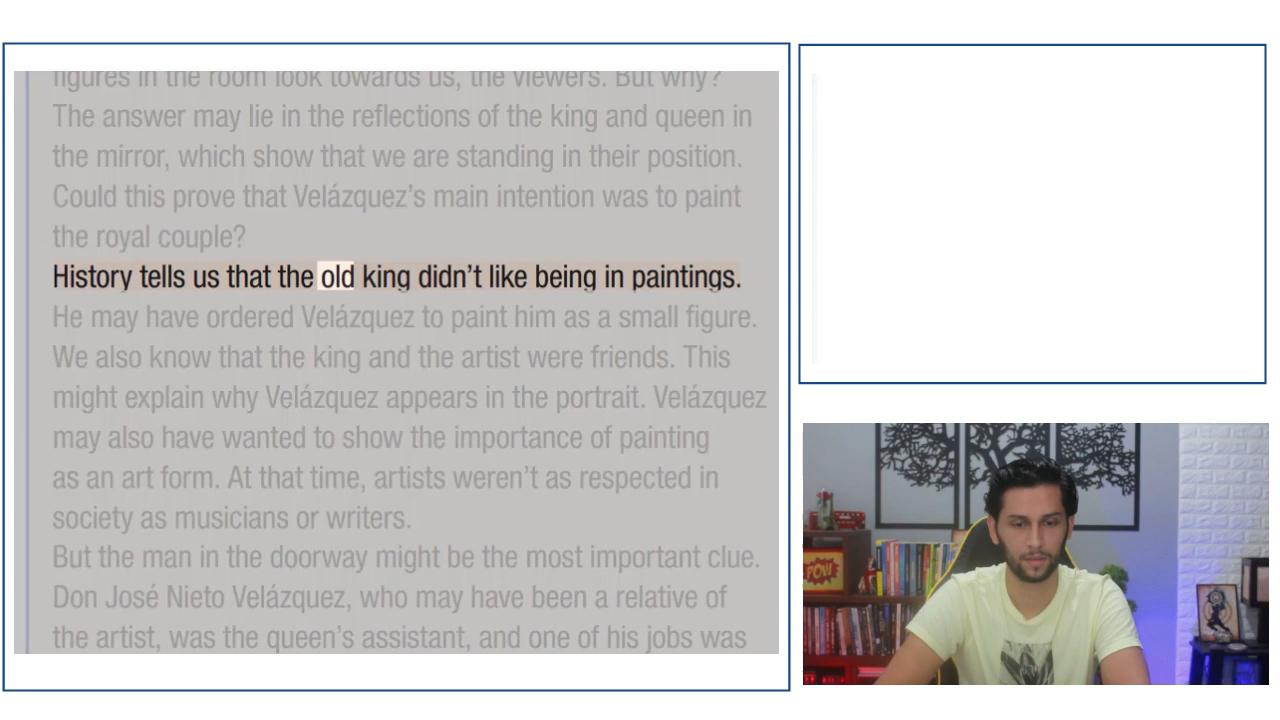 figures in the room look towards us, the viewers. But why?
The answer may lie in the reflections of the king and queen in
the mirror, which show that we are standing in their position.
Could this prove that Velázquez's main intention was to paint
the royal couple?
History tells us that the old king didn't like being in paintings.
He may have ordered Velázquez to paint him as a small figure.
We also know that the king and the artist were friends. This
might explain why Velázquez appears in the portrait. Velázquez
may also have wanted to show the importance of painting
as an art form. At that time, artists weren't as respected in
society as musicians or writers.
But the man in the doorway might be the most important clue.
Don José Nieto Velázquez, who may have been a relative of
the artist, was the queen's assistant, and one of his jobs was
POW!